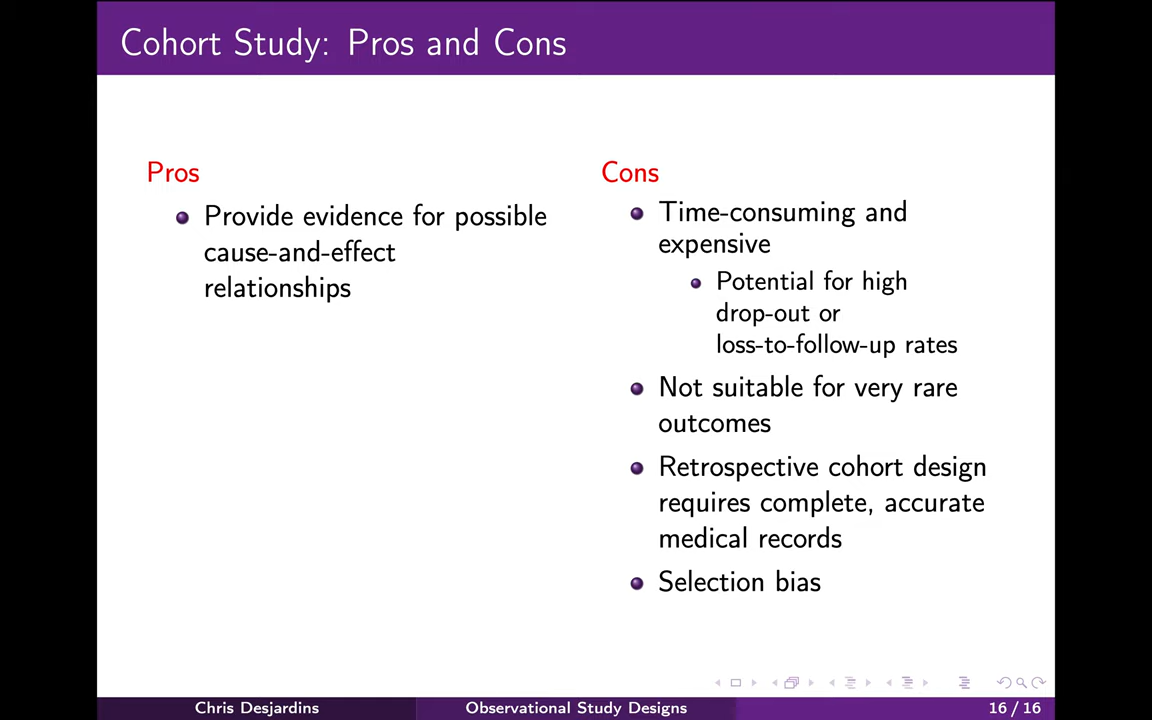 Cohort Study: Pros and Cons
Pros
Provide evidence for possible
cause-and-effect
relationships
Cons
Time-consuming and
expensive
Potential for high
drop-out or
loss-to-follow-up rates
Not suitable for very rare
outcomes
Retrospective cohort design
requires complete, accurate
medical records
Selection bias
Chris Desjardins
Observational Study Designs
16 / 16